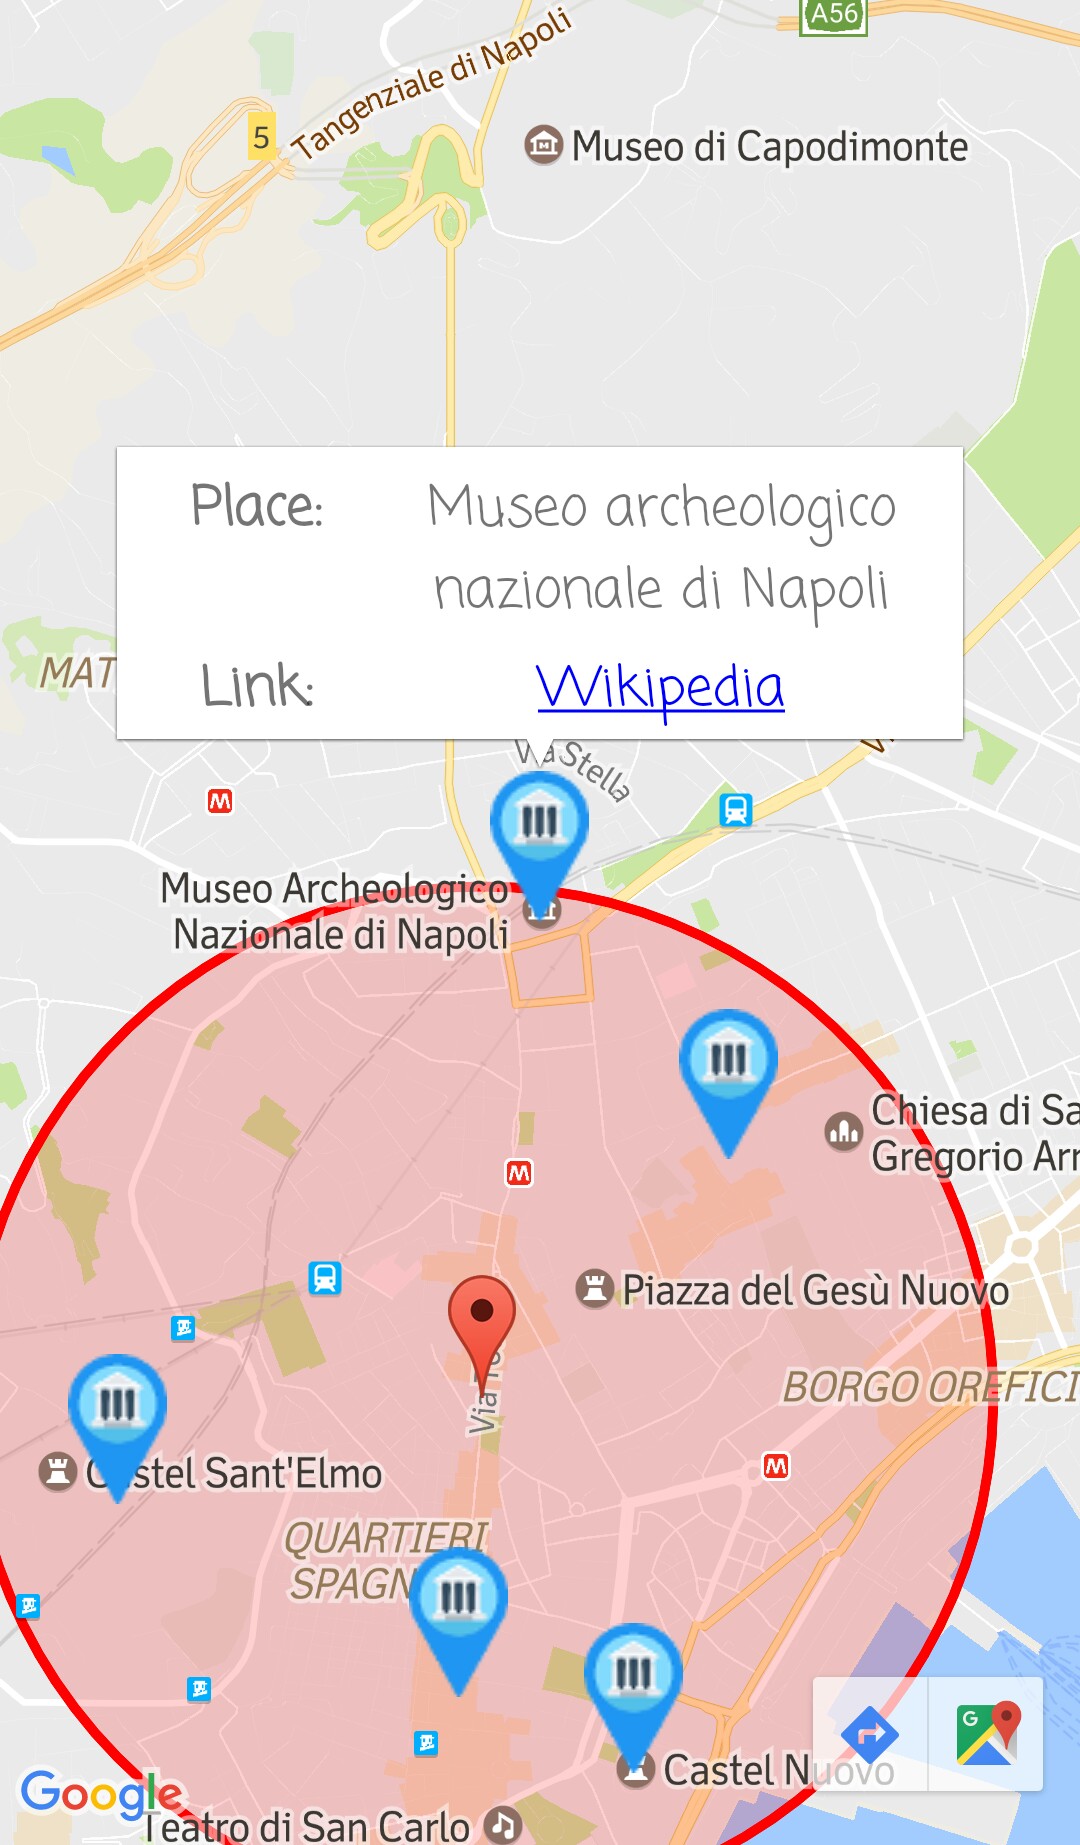 A56
Tangenziale di Napoli
5
Museo di Capodimonte
Place: Museo archeologico
nazionale di Napoli
MAT
Link: Wikipedia
Via Stella
M
Museo Archeologico
Nazionale di Napoli
Chiesa di Sa
Gregorio Arr
M
Piazza del Gesù Nuovo
Via
BORGO OREFICI
M
Castel Sant'Elmo
QUARTIERI
SPAGN
G
Castel Nuovo
Google
Teatro di San Carlo